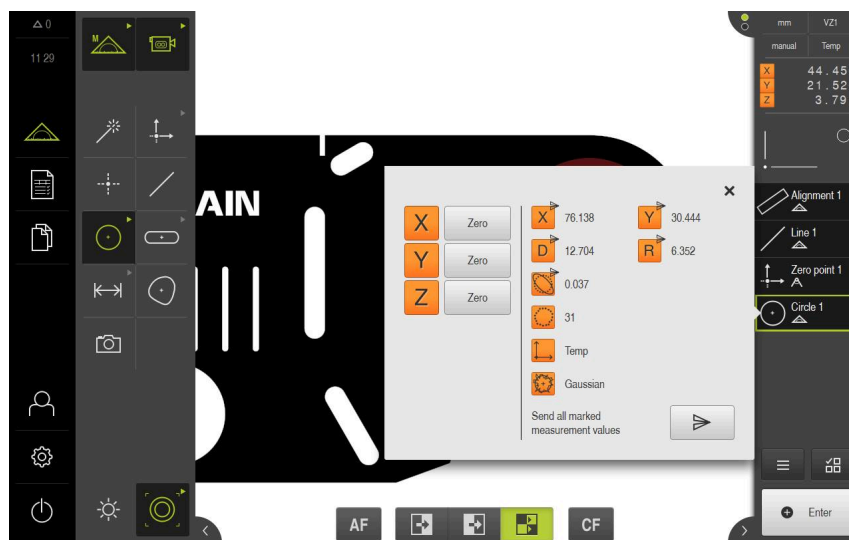 0
mm VZ1
11 29
M
manual Temp
X 44.45
Y 21.52
Z 3.79
AIN
X Zero
Y Zero
Z Zero
X 76.138
Y 30.444
D 12.704
R 6.352
0.037
31
Temp
Gaussian
Send all marked
measurement values
Alignment 1
Line 1
Zero point 1
Circle 1
AF
CF
Enter